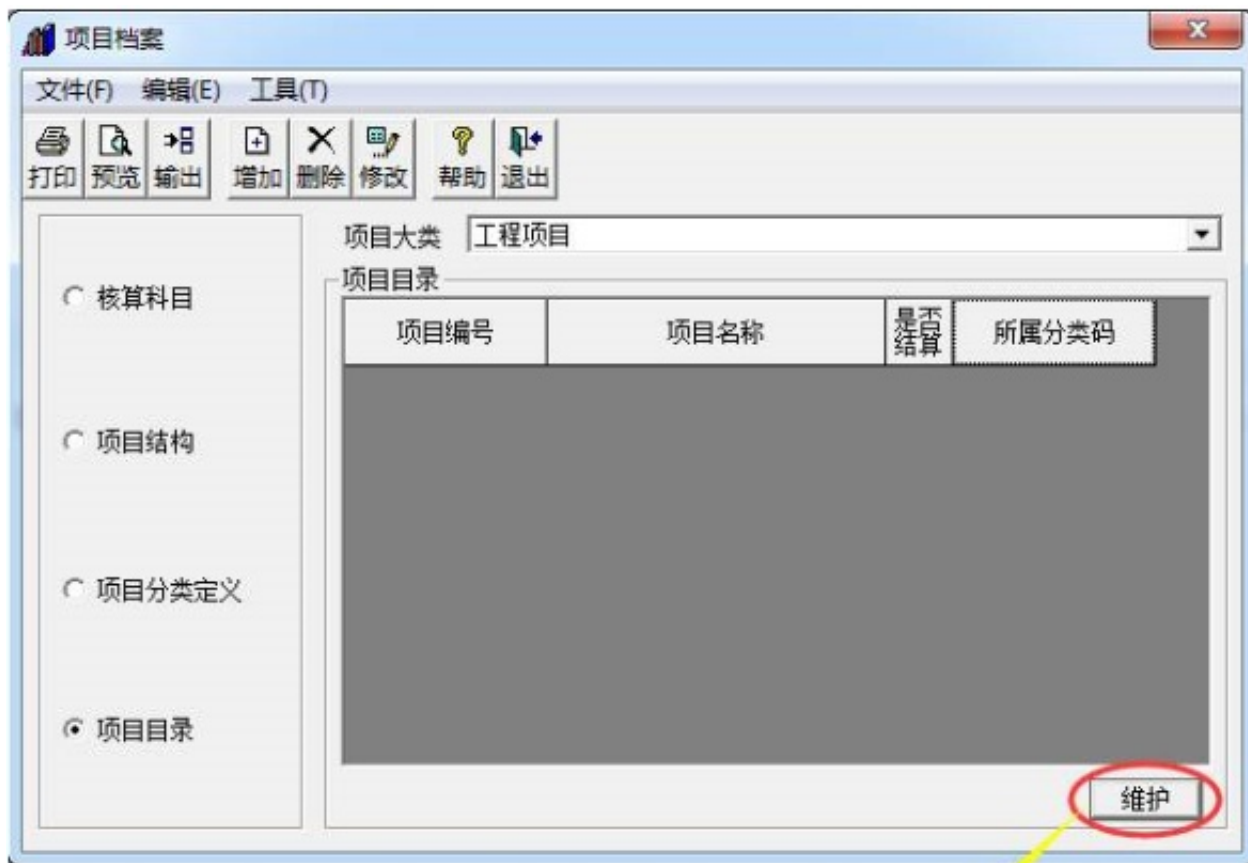 项目档案
文件(F) 编辑(E) 工具(T)
打印 预览 输出 增加 删除 修改 帮助 退出
项目大类 工程项目
项目目录
项目编号 项目名称 是否结算 所属分类码
核算科目
项目结构
项目分类定义
项目目录
维护